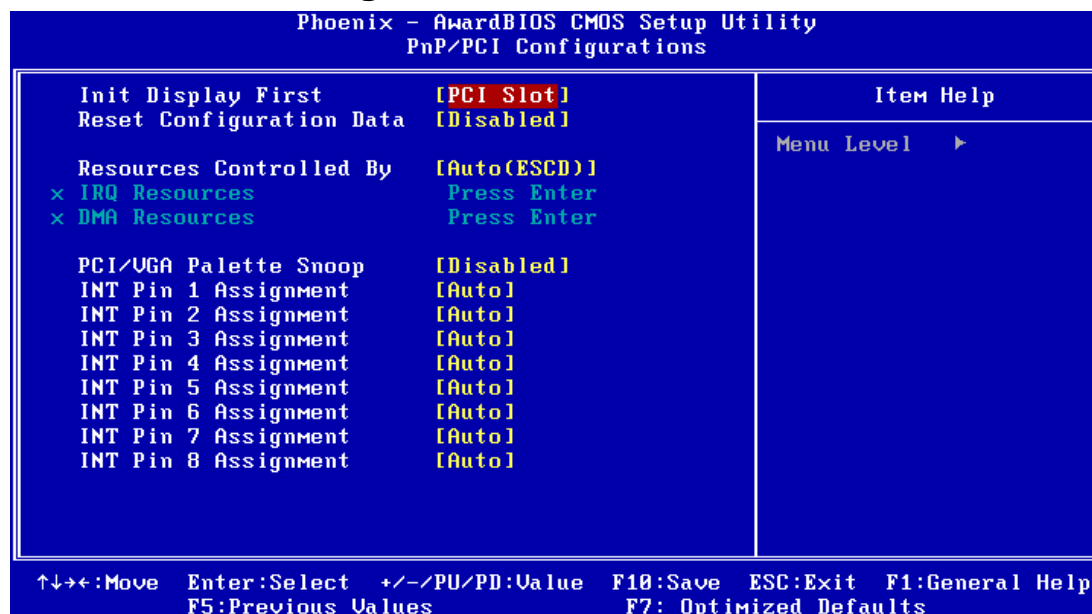 Phoenix - AwardBIOS CMOS Setup Utility
PnP/PCI Configurations
Init Display First [PCI Slot] Item Help
Reset Configuration Data [Disabled]
Menu Level ►
Resources Controlled By [Auto(ESCD)]
x IRQ Resources Press Enter
x DMA Resources Press Enter
PCI/VGA Palette Snoop [Disabled]
INT Pin 1 Assignment [Auto]
INT Pin 2 Assignment [Auto]
INT Pin 3 Assignment [Auto]
INT Pin 4 Assignment [Auto]
INT Pin 5 Assignment [Auto]
INT Pin 6 Assignment [Auto]
INT Pin 7 Assignment [Auto]
INT Pin 8 Assignment [Auto]
↑↓→←:Move Enter:Select +/-/PU/PD:Value F10:Save ESC:Exit F1:General Help
F5:Previous Values F7: Optimized Defaults